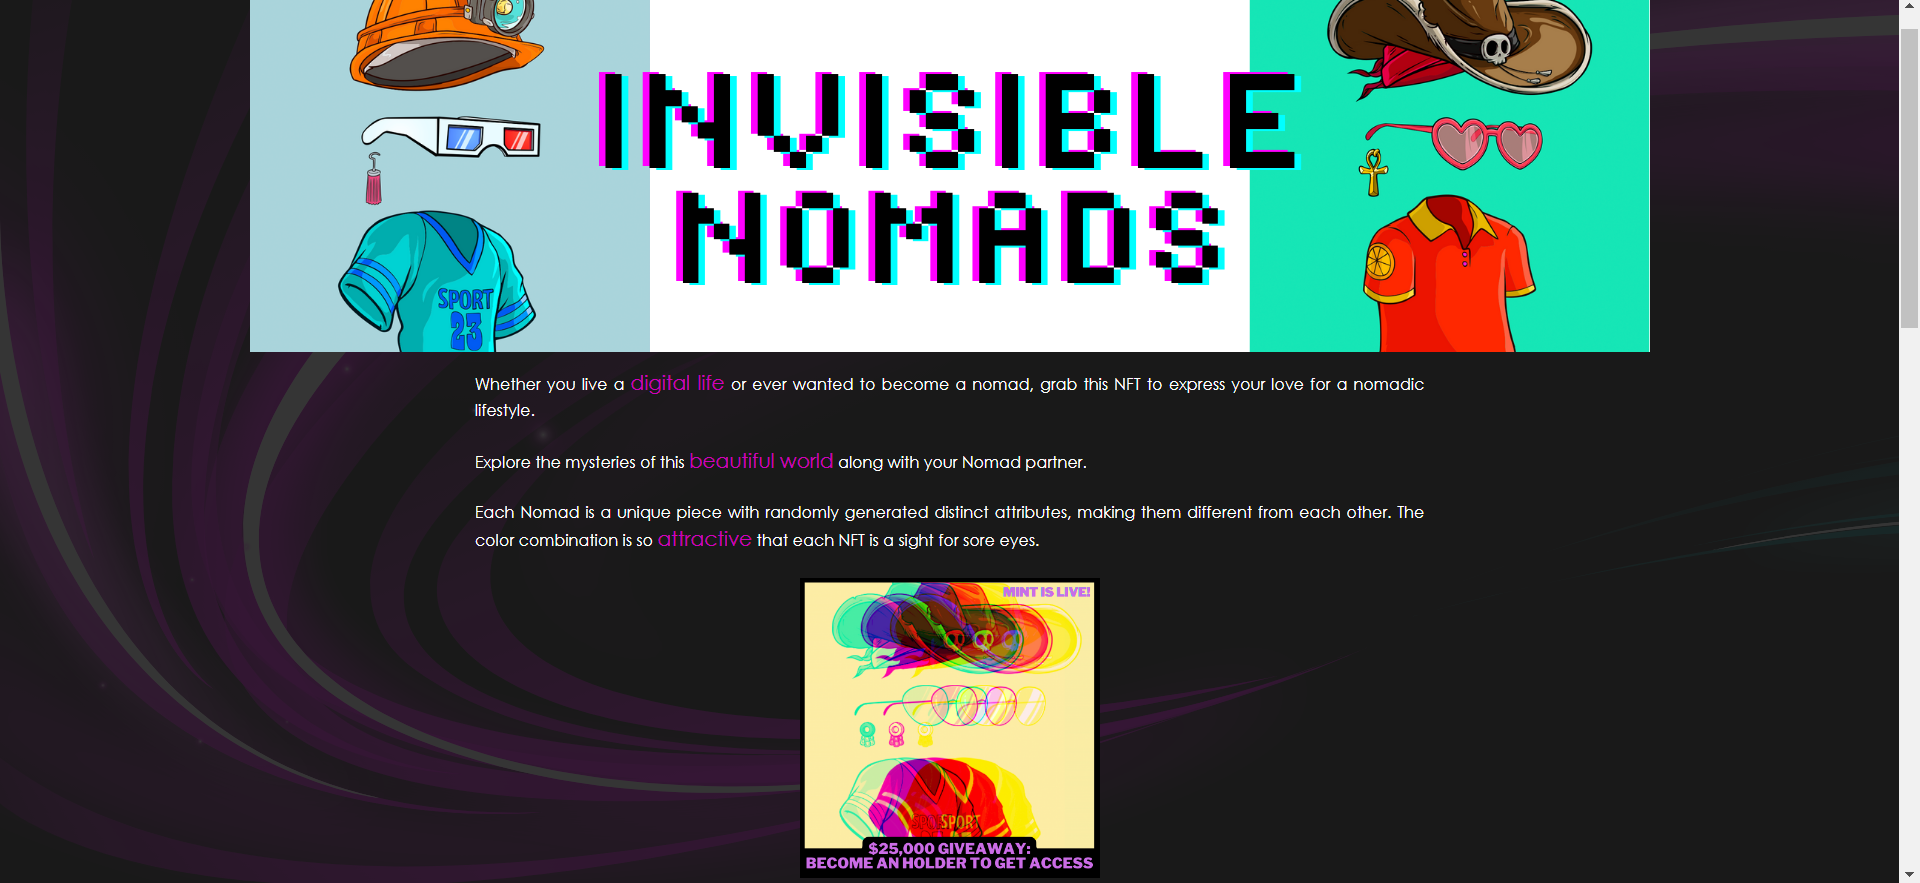 INVISIBLE
NOMADS
SPORT
23
Whether you live a digital life or ever wanted to become a nomad, grab this NFT to express your love for a nomadic
lifestyle.
Explore the mysteries of this beautiful world along with your Nomad partner.
Each Nomad is a unique piece with randomly generated distinct attributes, making them different from each other. The
color combination is so attractive that each NFT is a sight for sore eyes.
MINT IS LIVE!
SPORT
$25,000 GIVEAWAY:
BECOME AN HOLDER TO GET ACCESS